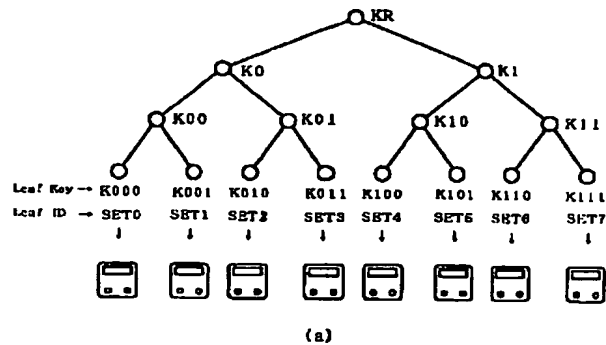 KR
K0 K1
K00 K01 K10 K11
Leaf Key → K000 K001 K010 K011 K100 K101 K110 K111
Leaf ID → SET0 SET1 SET2 SET3 SET4 SET5 SET6 SET7
(a)